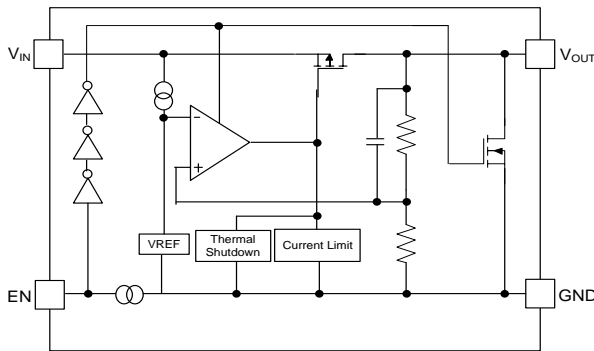 VIN
VOUT
−
+
VREF
Thermal
Shutdown
Current Limit
EN
GND